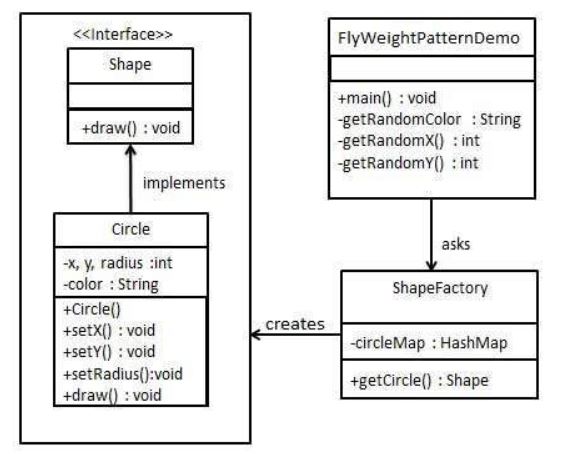 <<Interface>>
Shape
+draw() : void
implements
Circle
-x, y, radius :int
-color : String
+Circle()
+setX() : void
+setY() : void
+setRadius():void
+draw() : void
FlyWeightPatternDemo
+main() : void
-getRandomColor : String
-getRandomX() : int
-getRandomY() : int
asks
ShapeFactory
-circleMap : HashMap
+getCircle() : Shape
creates